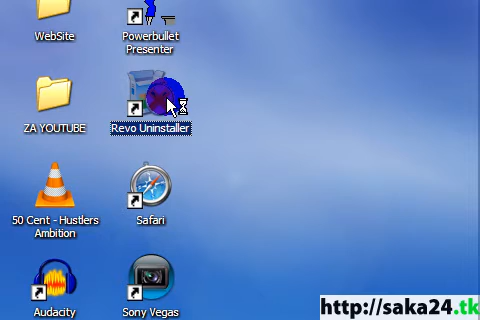 WebSite
Powerbullet
Presenter
ZA YOUTUBE
Revo Uninstaller
50 Cent - Hustlers
Ambition
Safari
Audacity
Sony Vegas
http://saka24.tk